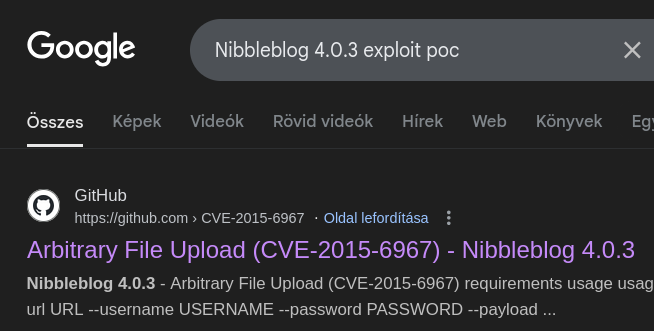 Google
Nibbleblog 4.0.3 exploit poc
Összes Képek Videók Rövid videók Hírek Web Könyvek Egy
GitHub
https://github.com › CVE-2015-6967 · Oldal lefordítása
Arbitrary File Upload (CVE-2015-6967) - Nibbleblog 4.0.3
Nibbleblog 4.0.3 - Arbitrary File Upload (CVE-2015-6967) requirements usage usag
url URL --username USERNAME --password PASSWORD --payload ...